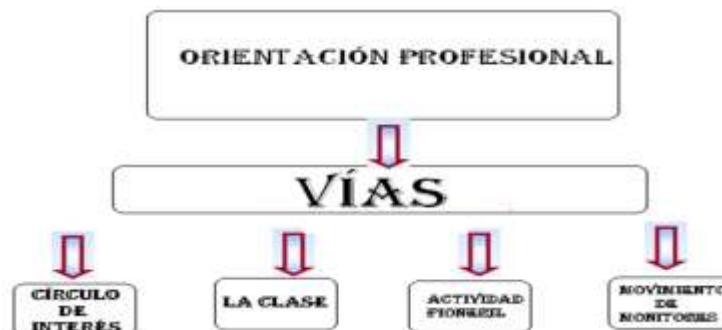 ORIENTACIÓN PROFESIONAL
VÍAS
CÍRCULO
DE
INTERÉS
LA CLASE
ACTIVIDAD
PIONERIL
MOVIMIENTO
DE
MONITORES